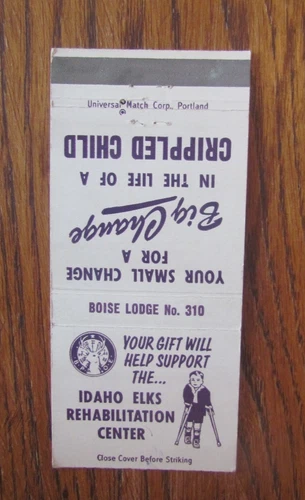 Universal Match Corp., Portland
YOUR SMALL CHANGE
FOR A
Big Change
IN THE LIFE OF A
CRIPPLED CHILD
BOISE LODGE No. 310
YOUR GIFT WILL
HELP SUPPORT
THE...
IDAHO ELKS
REHABILITATION
CENTER
Close Cover Before Striking